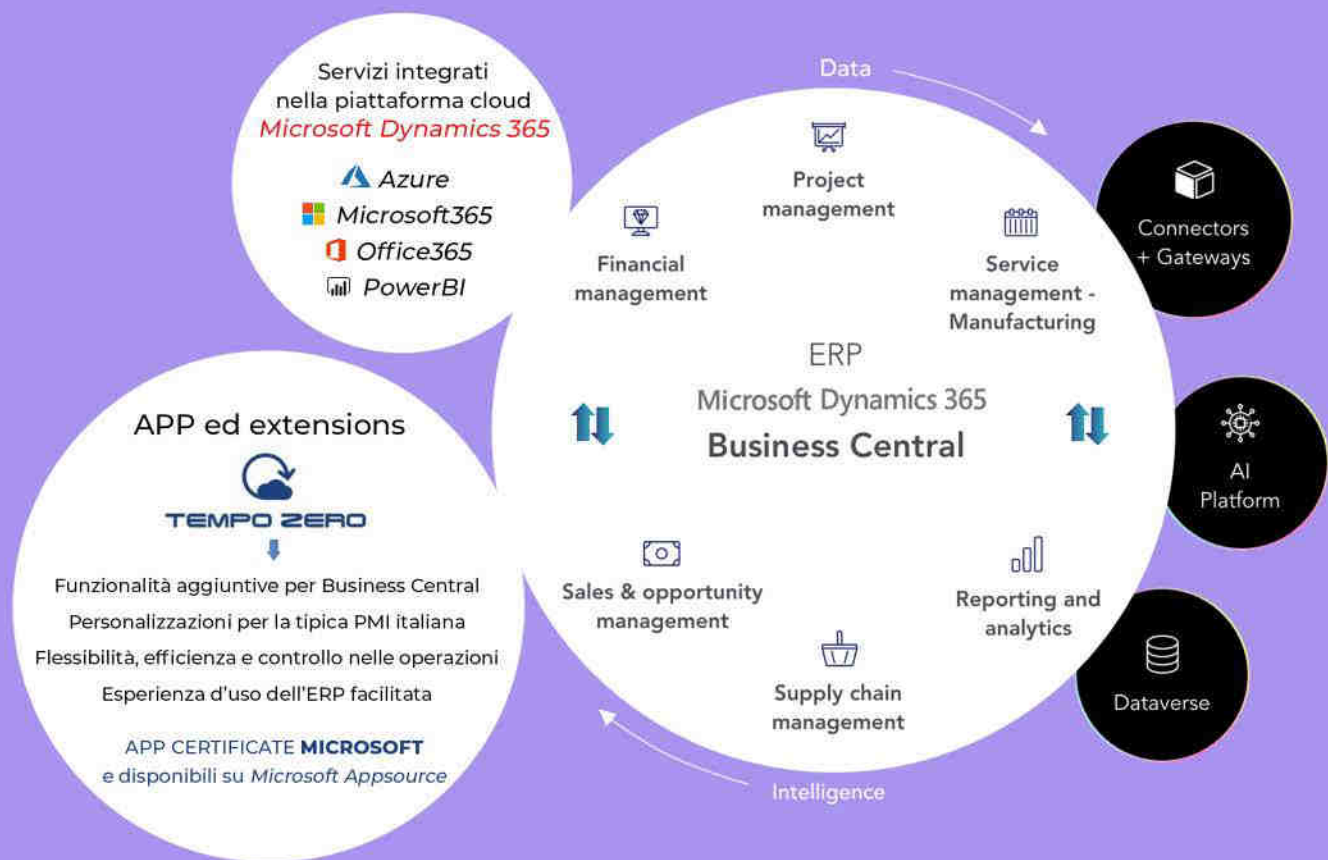 Servizi integrati
nella piattaforma cloud
Microsoft Dynamics 365
Azure
Microsoft365
Office365
PowerBI
APP ed extensions
TEMPO ZERO
Funzionalità aggiuntive per Business Central
Personalizzazioni per la tipica PMI italiana
Flessibilità, efficienza e controllo nelle operazioni
Esperienza d'uso dell'ERP facilitata
APP CERTIFICATE MICROSOFT
e disponibili su Microsoft Appsource
Data
Project
management
Financial
management
Service
management -
Manufacturing
ERP
Microsoft Dynamics 365
Business Central
Sales & opportunity
management
Reporting and
analytics
Supply chain
management
Intelligence
Connectors
+ Gateways
AI
Platform
Dataverse